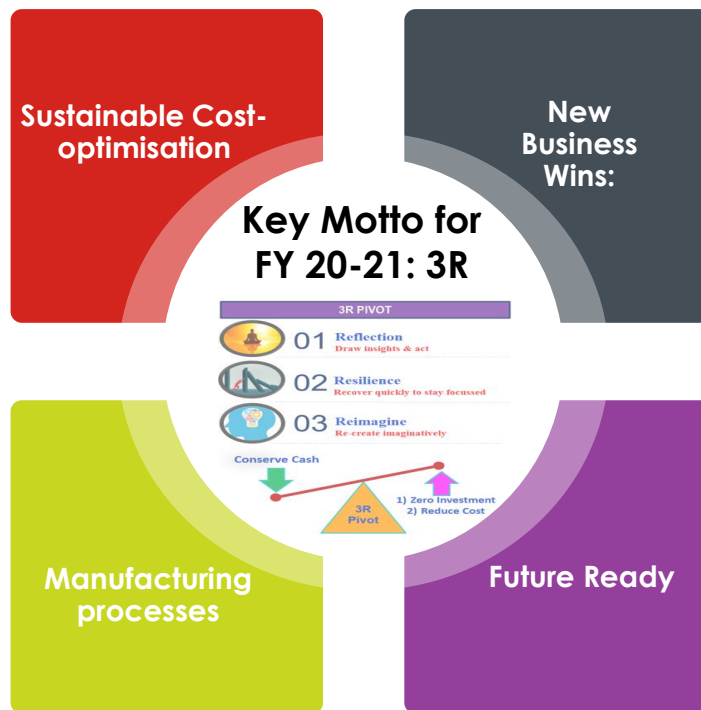 Sustainable Cost-
optimisation
New
Business
Wins:
Key Motto for
FY 20-21: 3R
3R PIVOT
01 Reflection
Draw insights & act
02 Resilience
Recover quickly to stay focussed
03 Reimagine
Re-create imaginatively
Conserve Cash
1) Zero Investment
2) Reduce Cost
3R
Pivot
Manufacturing
processes
Future Ready